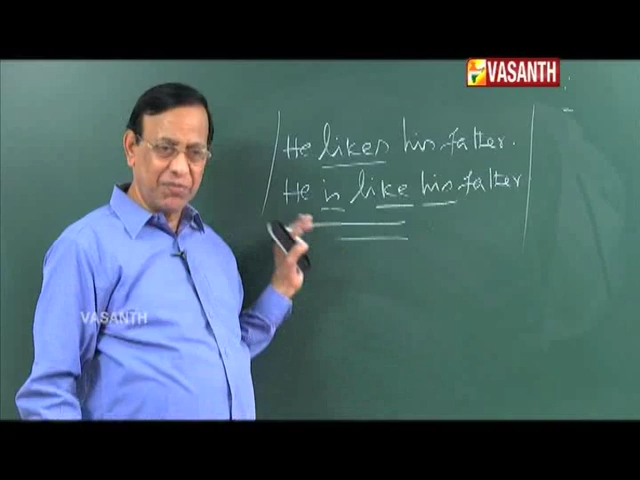 VASANTH
He likes his father.
He is like his father
VASANTH